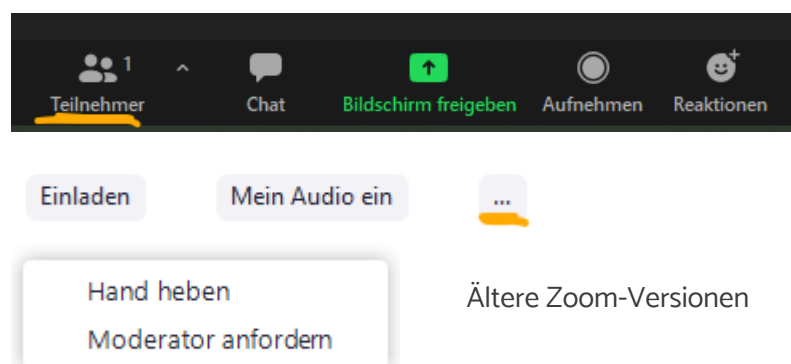 1
Teilnehmer Chat Bildschirm freigeben Aufnehmen Reaktionen
Einladen Mein Audio ein ...
Hand heben
Ältere Zoom-Versionen
Moderator anfordern